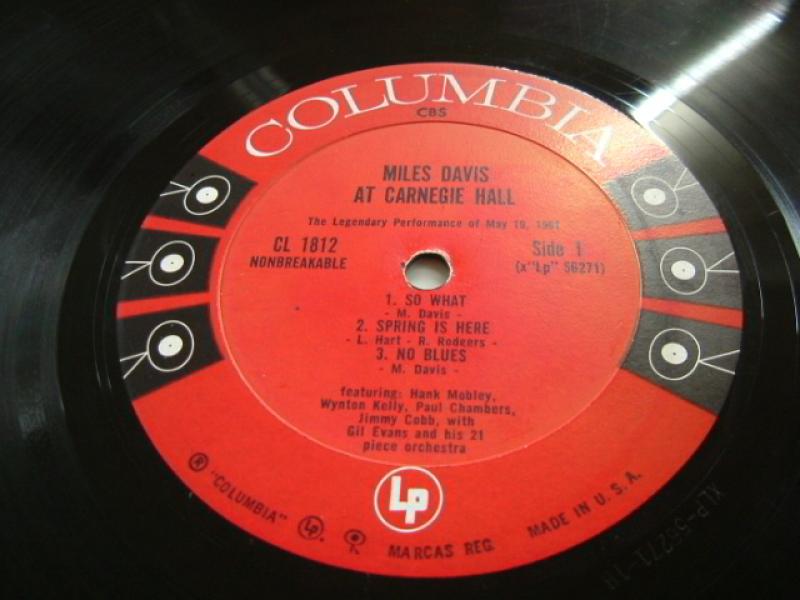 COLUMBIA
CBS
MILES DAVIS
AT CARNEGIE HALL
The Legendary Performance of May 19, 1961
CL 1812
NONBREAKABLE
Side 1
(x"Lp" 56271)
1. SO WHAT
- M. Davis -
2. SPRING IS HERE
- L. Hart - R. Rodgers -
3. NO BLUES
- M. Davis -
featuring: Hank Mobley,
Wynton Kelly, Paul Chambers,
Jimmy Cobb, with
Gil Evans and his 21
piece orchestra
Lp
® "COLUMBIA" Lp. MARCAS REG. MADE IN U.S.A.